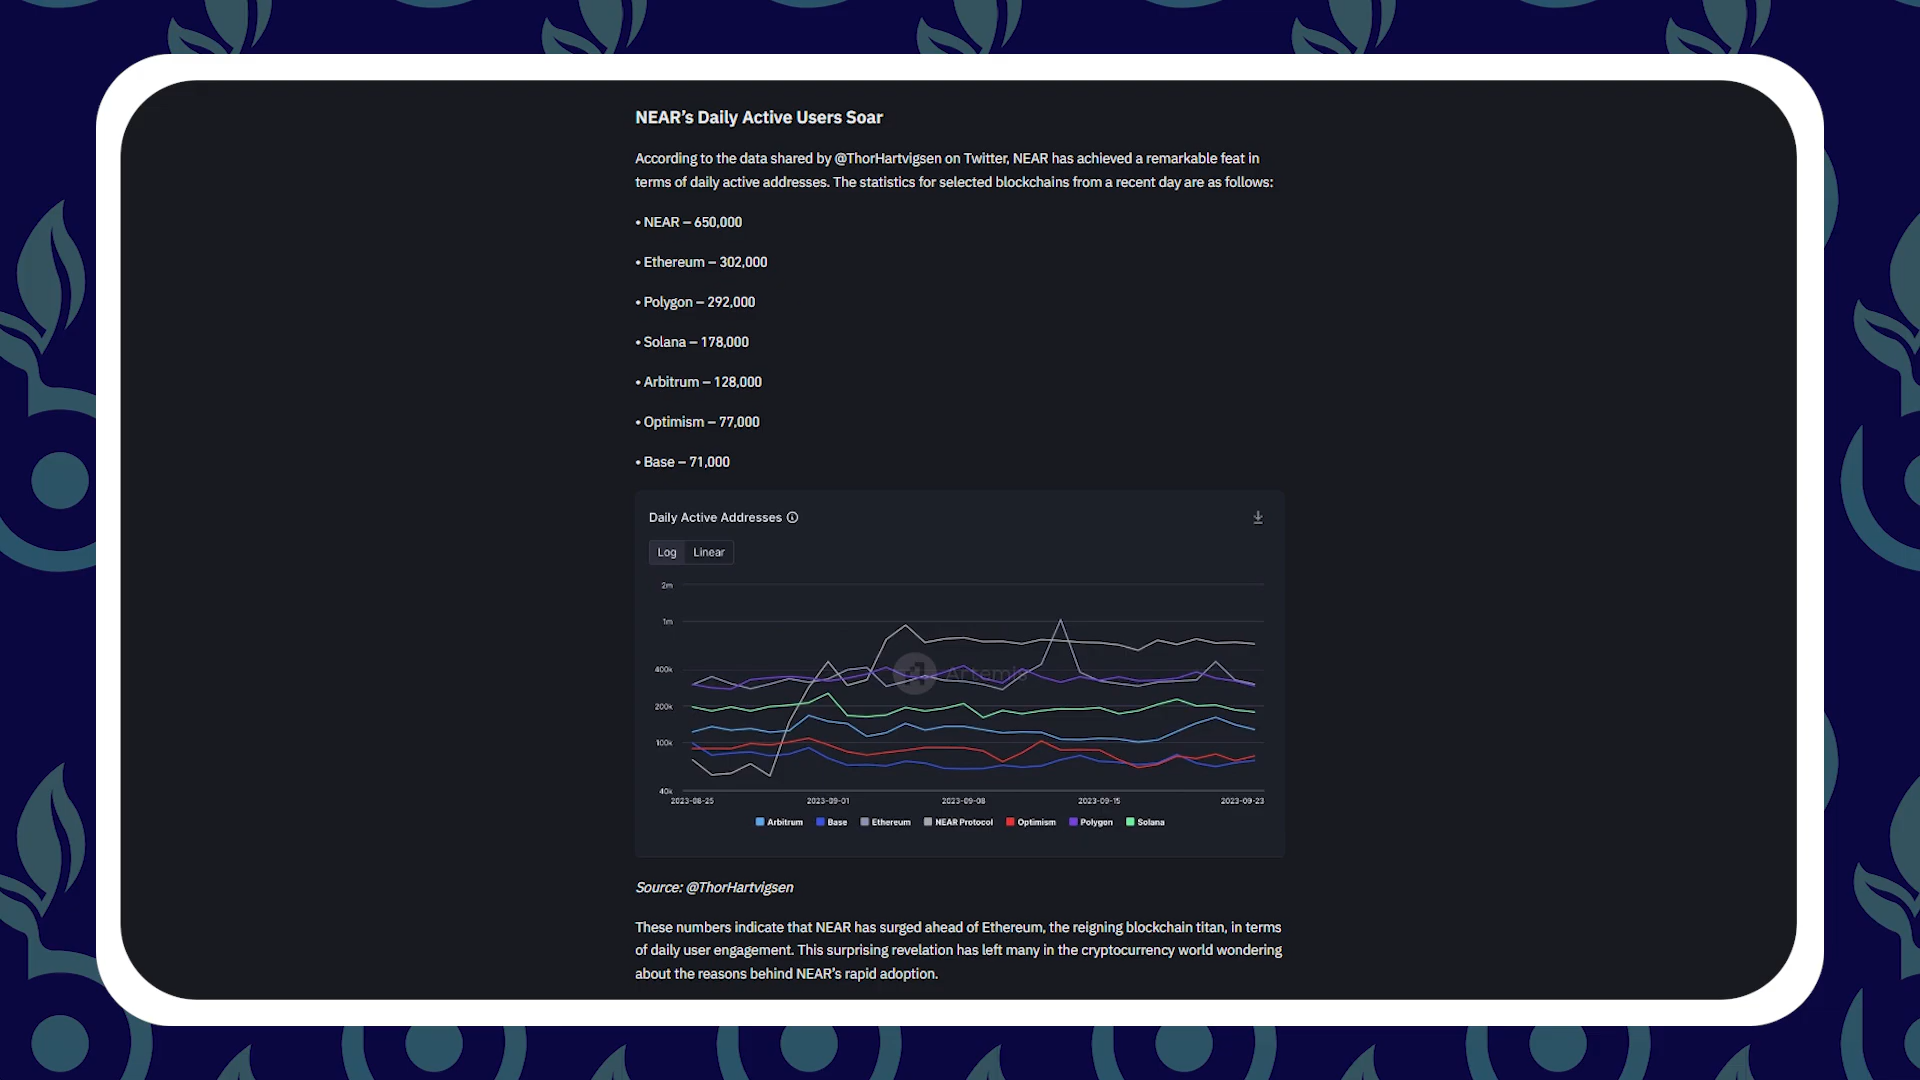 NEAR’s Daily Active Users Soar
According to the data shared by @ThorHartvigsen on Twitter, NEAR has achieved a remarkable feat in
terms of daily active addresses. The statistics for selected blockchains from a recent day are as follows:
• NEAR – 650,000
• Ethereum – 302,000
• Polygon – 292,000
• Solana – 178,000
• Arbitrum – 128,000
• Optimism – 77,000
• Base – 71,000
Daily Active Addresses
Log Linear
2m
1m
400k
Artemis
200k
100k
40k
2023-08-25 2023-09-01 2023-09-08 2023-09-15 2023-09-23
Arbitrum Base Ethereum NEAR Protocol Optimism Polygon Solana
Source: @ThorHartvigsen
These numbers indicate that NEAR has surged ahead of Ethereum, the reigning blockchain titan, in terms
of daily user engagement. This surprising revelation has left many in the cryptocurrency world wondering
about the reasons behind NEAR’s rapid adoption.